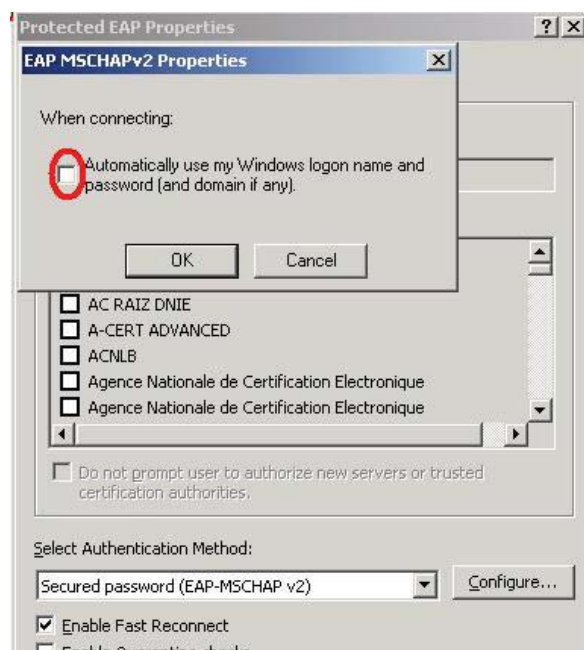 Protected EAP Properties
EAP MSCHAPv2 Properties
When connecting:
Automatically use my Windows logon name and
password (and domain if any).
OK Cancel
AC RAIZ DNIE
A-CERT ADVANCED
ACNLB
Agence Nationale de Certification Electronique
Agence Nationale de Certification Electronique
Do not prompt user to authorize new servers or trusted
certification authorities.
Select Authentication Method:
Secured password (EAP-MSCHAP v2) Configure...
Enable Fast Reconnect
Enable Quarantine checks